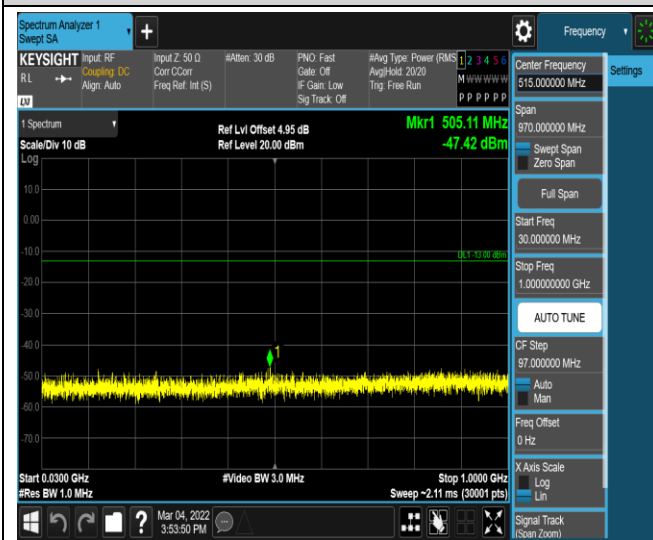 Spectrum Analyzer 1
Swept SA
+
Frequency
KEYSIGHT
RL
LXI
Input: RF
Coupling: DC
Align: Auto
Input Z: 50 Ω
Corr CCorr
Freq Ref: Int (S)
#Atten: 30 dB
PNO: Fast
Gate: Off
IF Gain: Low
Sig Track: Off
#Avg Type: Power (RMS
Avg|Hold: 20/20
Trig: Free Run
1 2 3 4 5 6
M W W W W W
P P P P P P
Center Frequency
515.000000 MHz
Settings
Span
970.000000 MHz
Swept Span
Zero Span
Full Span
Start Freq
30.000000 MHz
Stop Freq
1.000000000 GHz
AUTO TUNE
CF Step
97.000000 MHz
Auto
Man
Freq Offset
0 Hz
X Axis Scale
Log
Lin
Signal Track
(Span Zoom)
1 Spectrum
Scale/Div 10 dB
Log
Ref Lvl Offset 4.95 dB
Ref Level 20.00 dBm
Mkr1 505.11 MHz
-47.42 dBm
10.0
0.00
-10.0
DL1 -13.00 dBm
-20.0
-30.0
-40.0
1
-50.0
-60.0
-70.0
Start 0.0300 GHz
#Res BW 1.0 MHz
#Video BW 3.0 MHz
Stop 1.0000 GHz
Sweep ~2.11 ms (30001 pts)
?
Mar 04, 2022
3:53:50 PM